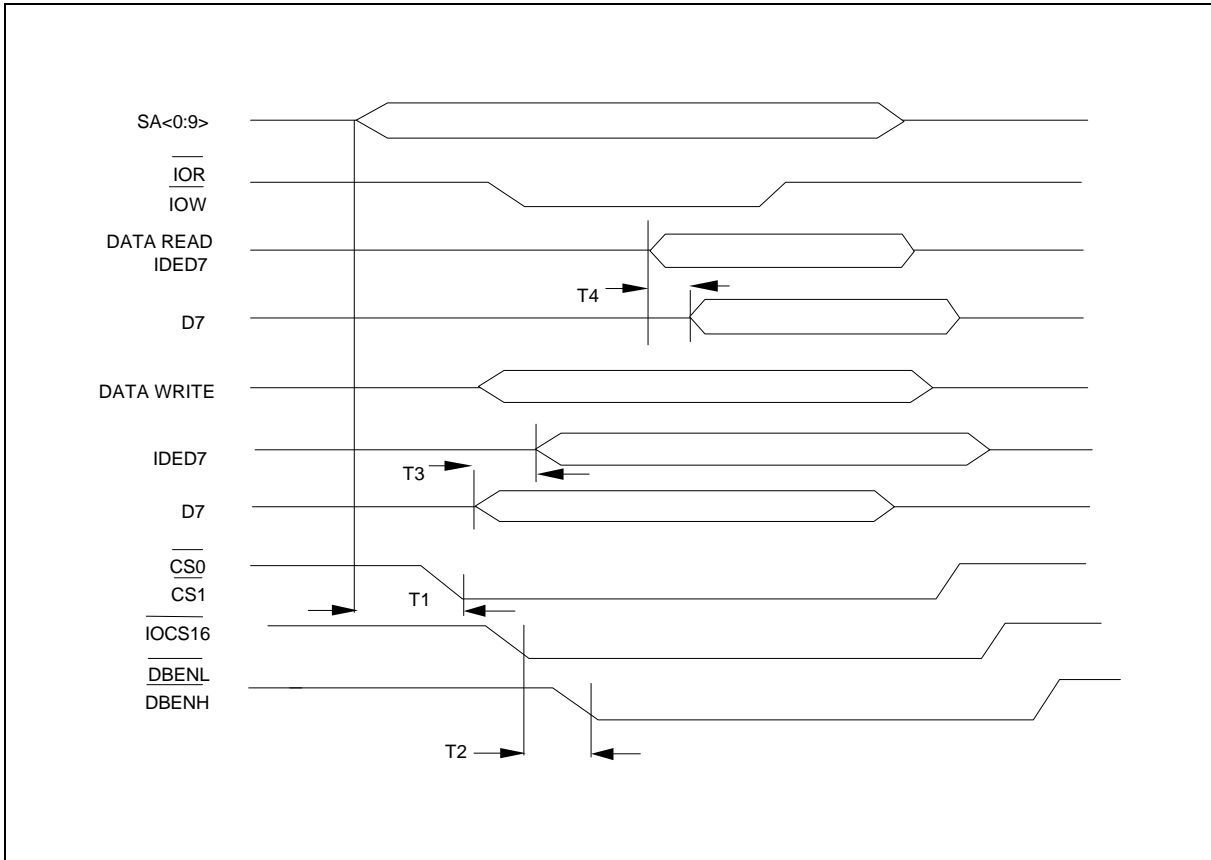 SA<0:9>
IOR
IOW
DATA READ
IDED7
T4
D7
DATA WRITE
IDED7
T3
D7
CS0
CS1
T1
IOCS16
DBENL
DBENH
T2